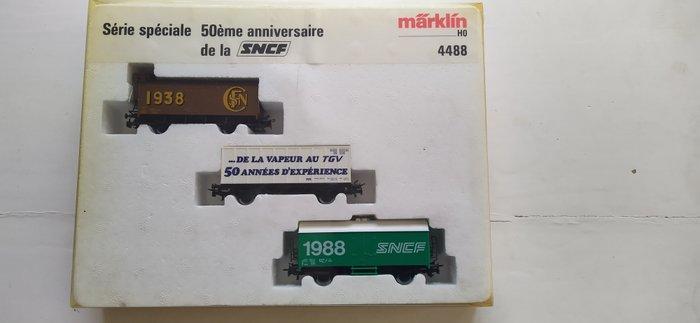 Série spéciale 50ème anniversaire
de la SNCF
märklin
HO
4488
1938 SNCF
...DE LA VAPEUR AU TGV
50 ANNÉES D'EXPÉRIENCE
1988 SNCF